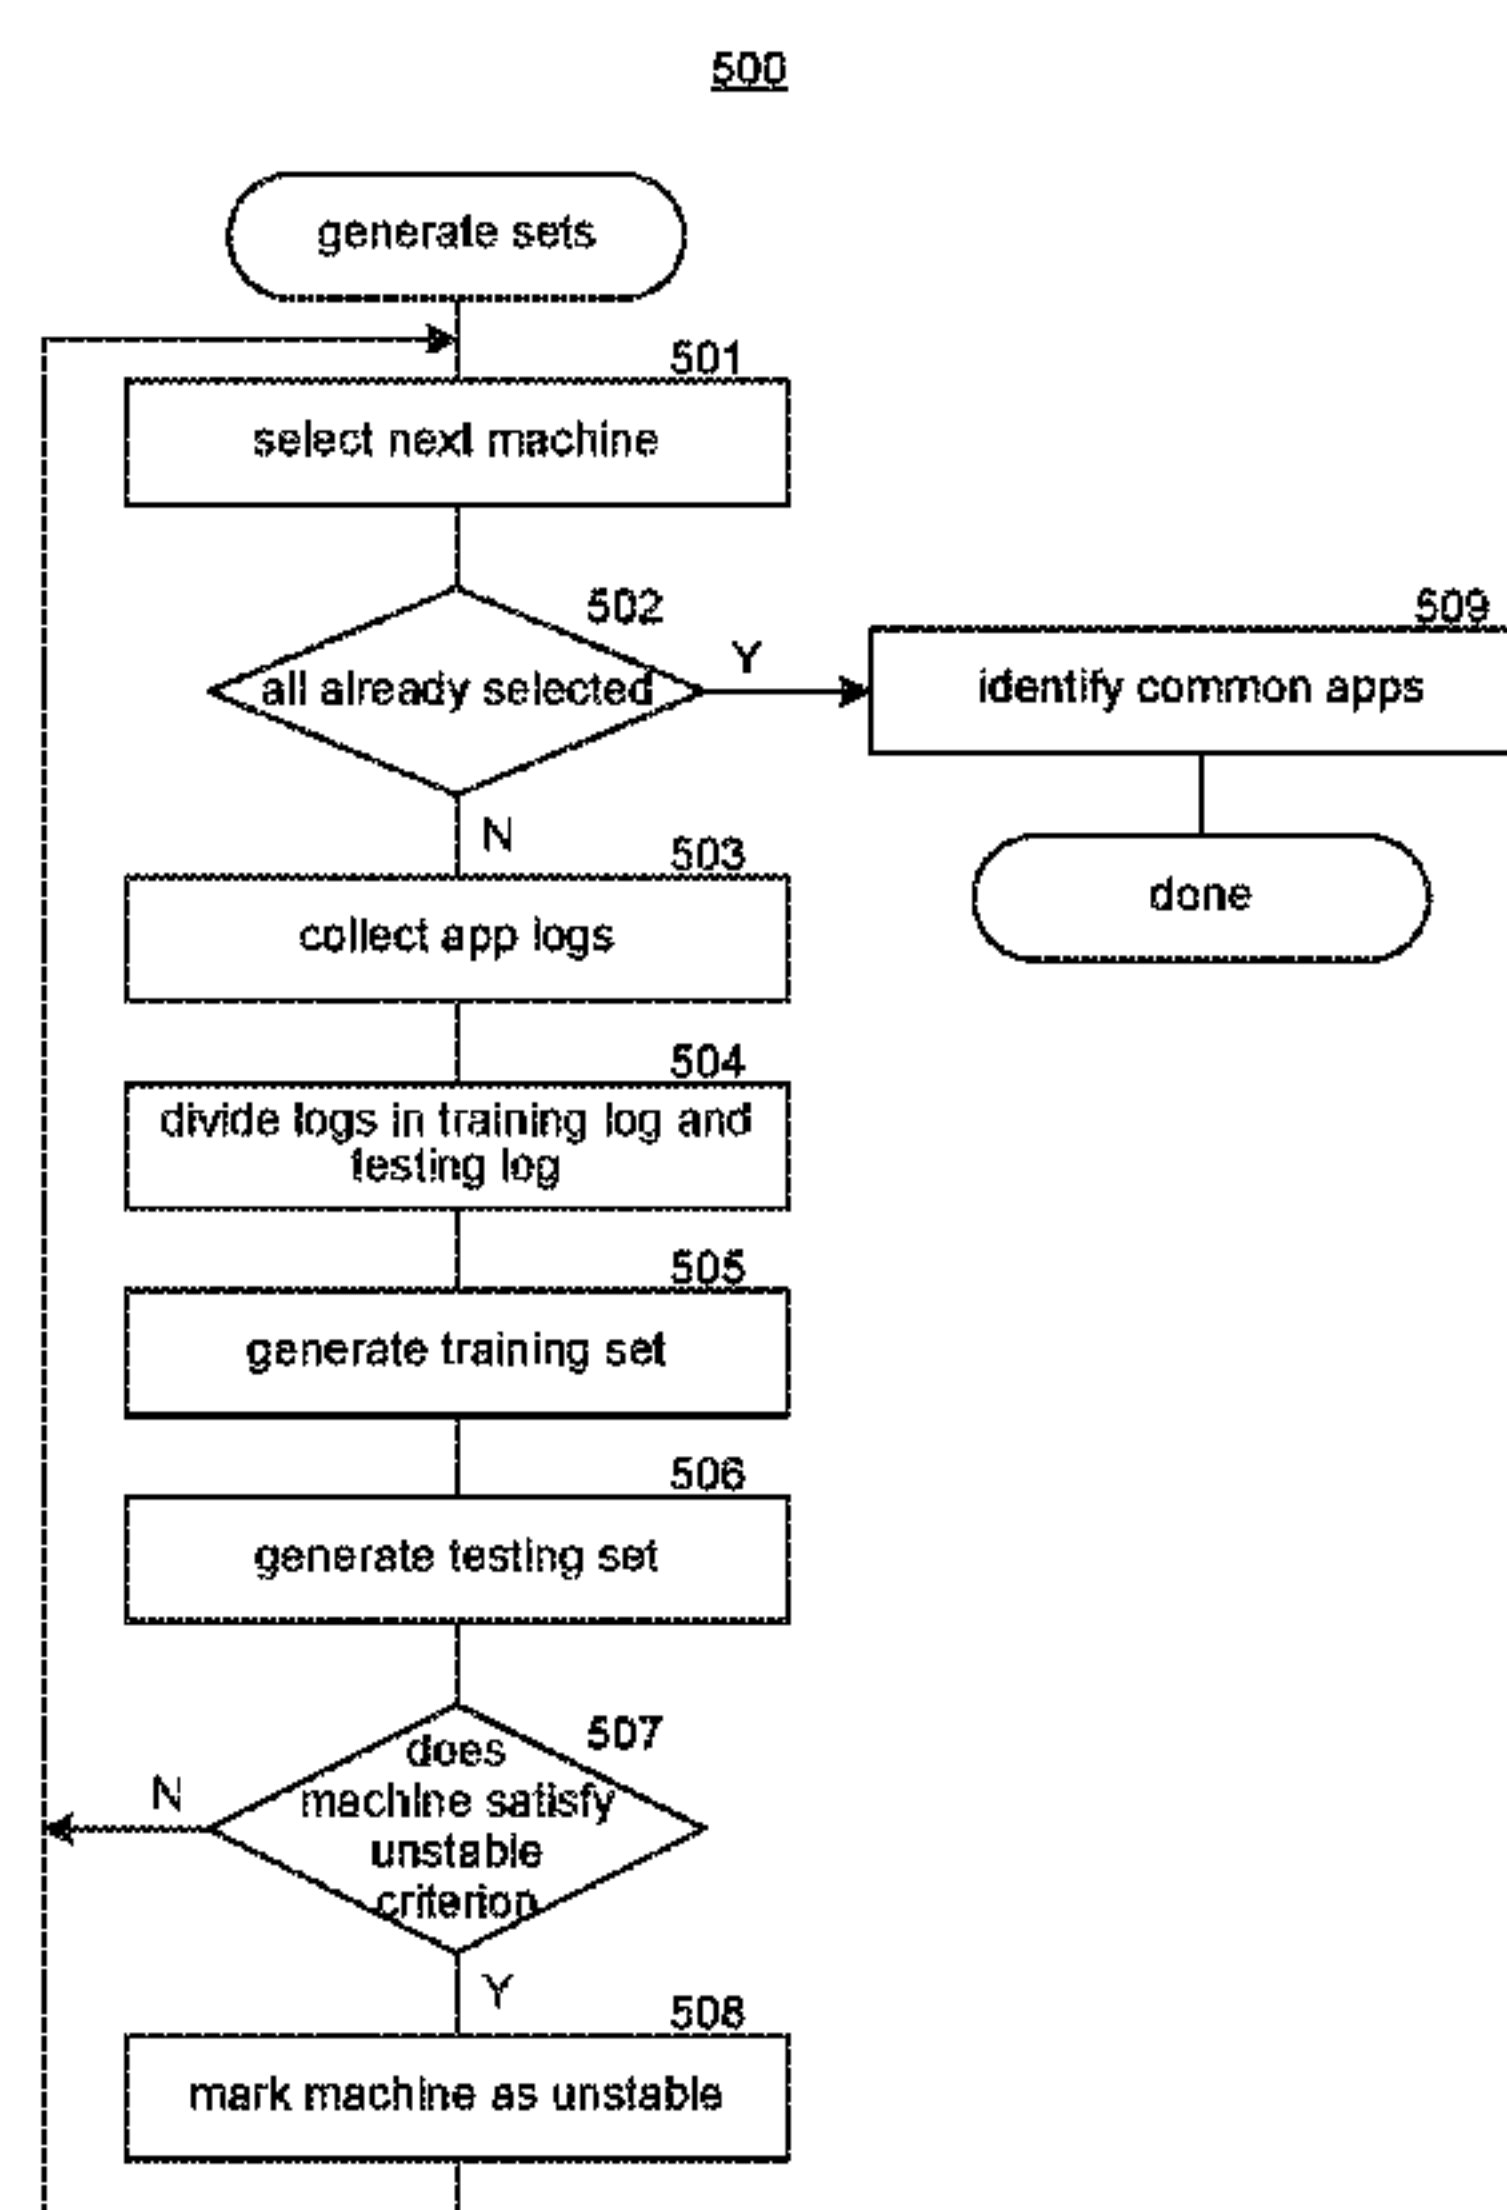 500
generate sets
501
select next machine
502
all already selected
Y
509
identify common apps
done
N
503
collect app logs
504
divide logs in training log and
testing log
505
generate training set
506
generate testing set
507
does
machine satisfy
unstable
criterion
N
Y
508
mark machine as unstable